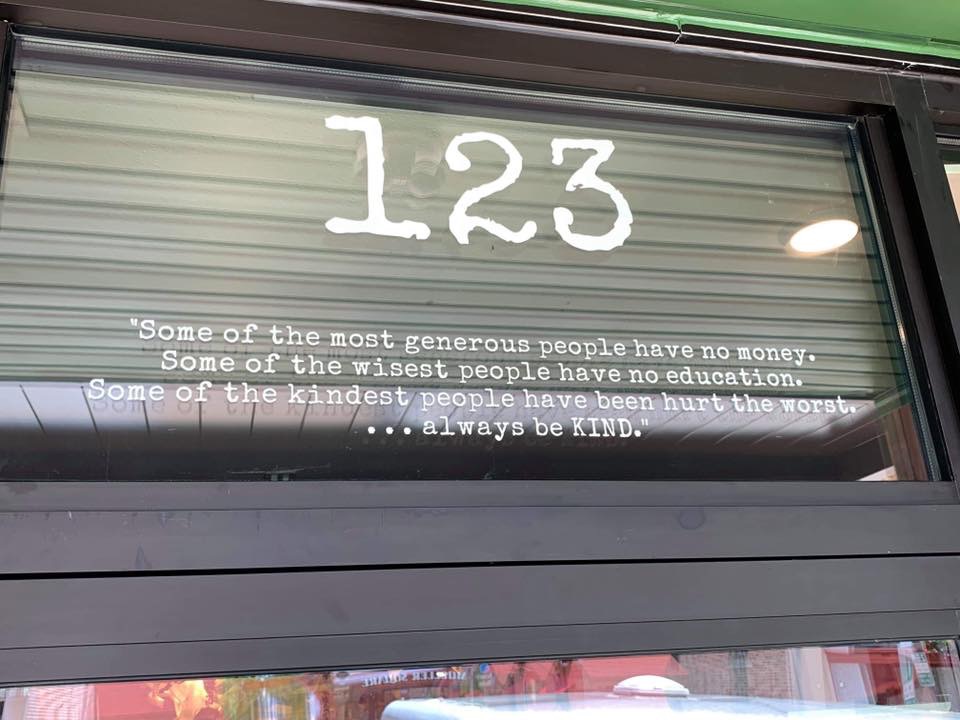 123
"Some of the most generous people have no money.
Some of the wisest people have no education.
Some of the kindest people have been hurt the worst.
... always be KIND."